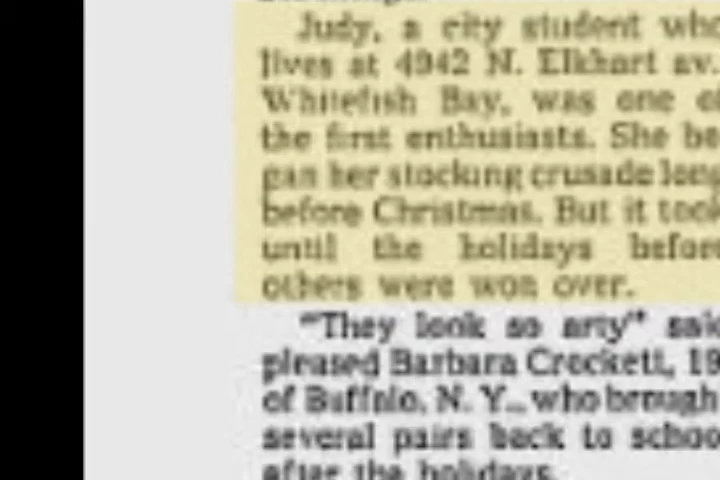 Judy, a city student who
lives at 4942 N. Elkhart av.
Whitefish Bay, was one of
the first enthusiasts. She be
gan her stocking crusade long
before Christmas. But it took
until the holidays before
others were won over.
"They look so arty" said
pleased Barbara Crockett, 19
of Buffalo, N. Y., who brough
several pairs back to schoo
after the holidays.